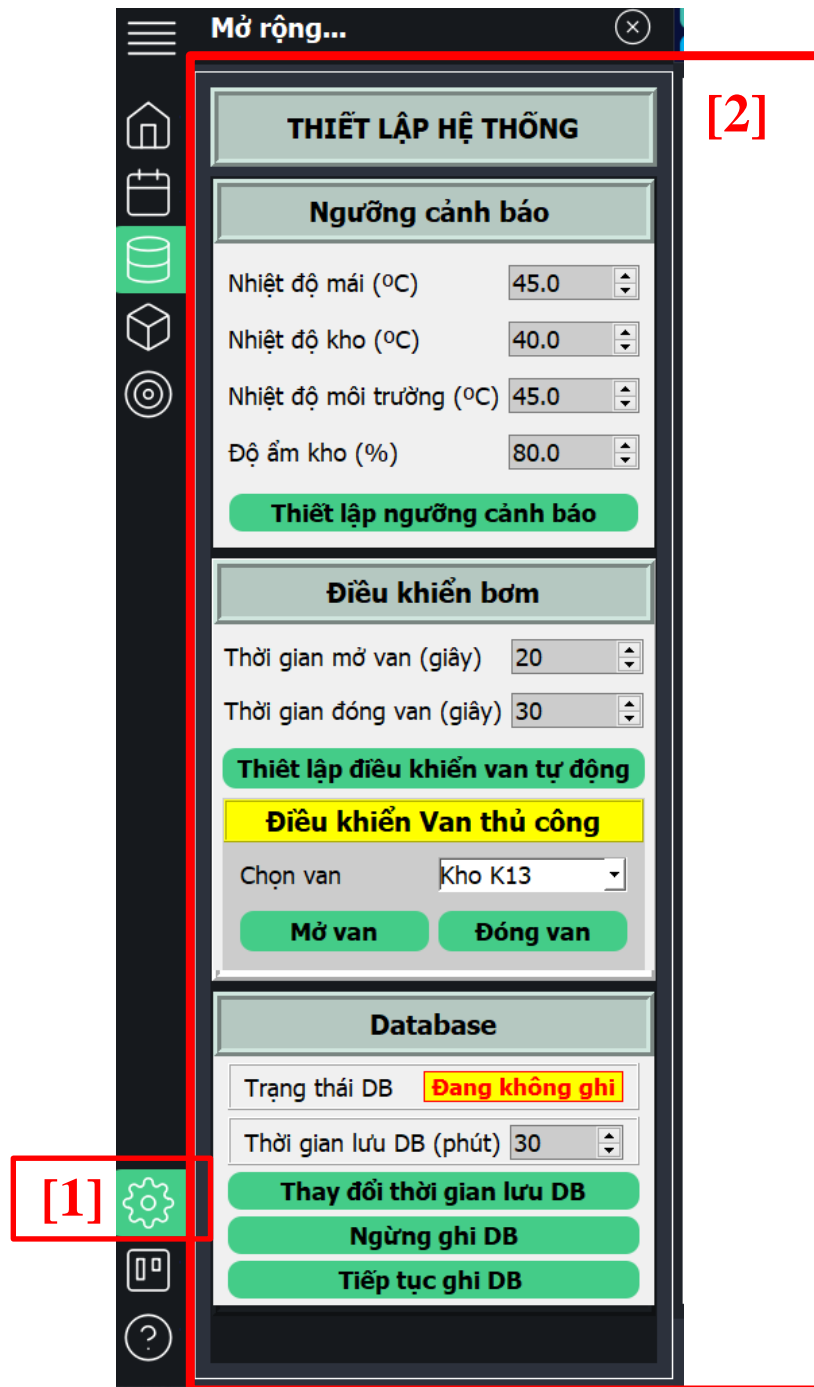 Mở rộng...
[2]
THIẾT LẬP HỆ THỐNG
Ngưỡng cảnh báo
Nhiệt độ mái (ºC) 45.0
Nhiệt độ kho (ºC) 40.0
Nhiệt độ môi trường (ºC) 45.0
Độ ẩm kho (%) 80.0
Thiết lập ngưỡng cảnh báo
Điều khiển bơm
Thời gian mở van (giây) 20
Thời gian đóng van (giây) 30
Thiêt lập điều khiển van tự động
Điều khiển Van thủ công
Chọn van Kho K13
Mở van Đóng van
Database
Trạng thái DB Đang không ghi
Thời gian lưu DB (phút) 30
[1]
Thay đổi thời gian lưu DB
Ngừng ghi DB
Tiếp tục ghi DB
?